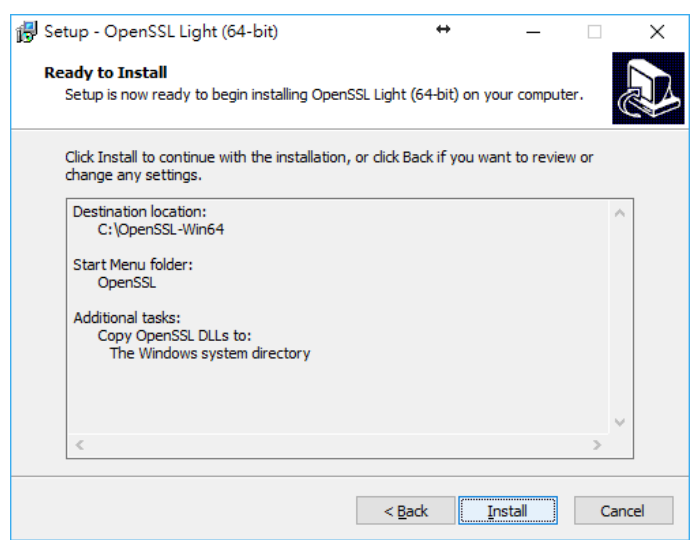 Setup - OpenSSL Light (64-bit)
Ready to Install
Setup is now ready to begin installing OpenSSL Light (64-bit) on your computer.
Click Install to continue with the installation, or click Back if you want to review or
change any settings.
Destination location:
C:\OpenSSL-Win64
Start Menu folder:
OpenSSL
Additional tasks:
Copy OpenSSL DLLs to:
The Windows system directory
< Back
Install
Cancel